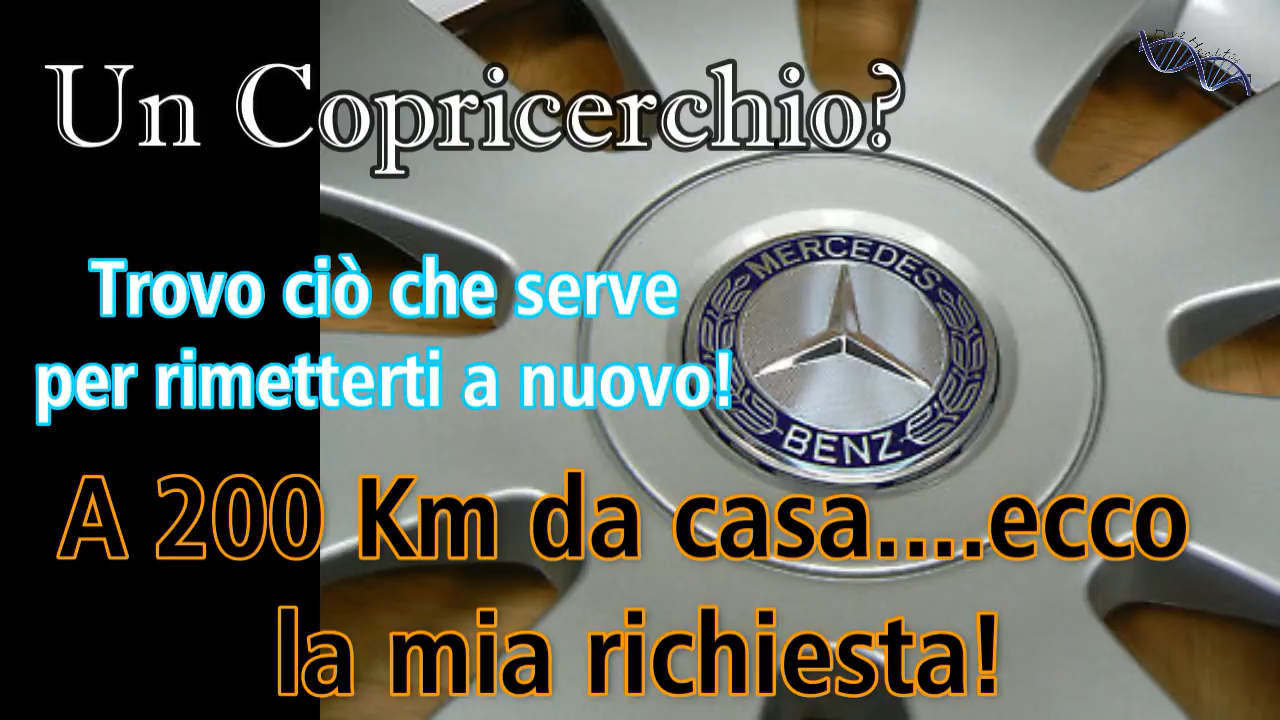 Un Copricerchio?
Trovo ciò che serve
per rimetterti a nuovo!
MERCEDES
BENZ
A 200 Km da casa....ecco
la mia richiesta!